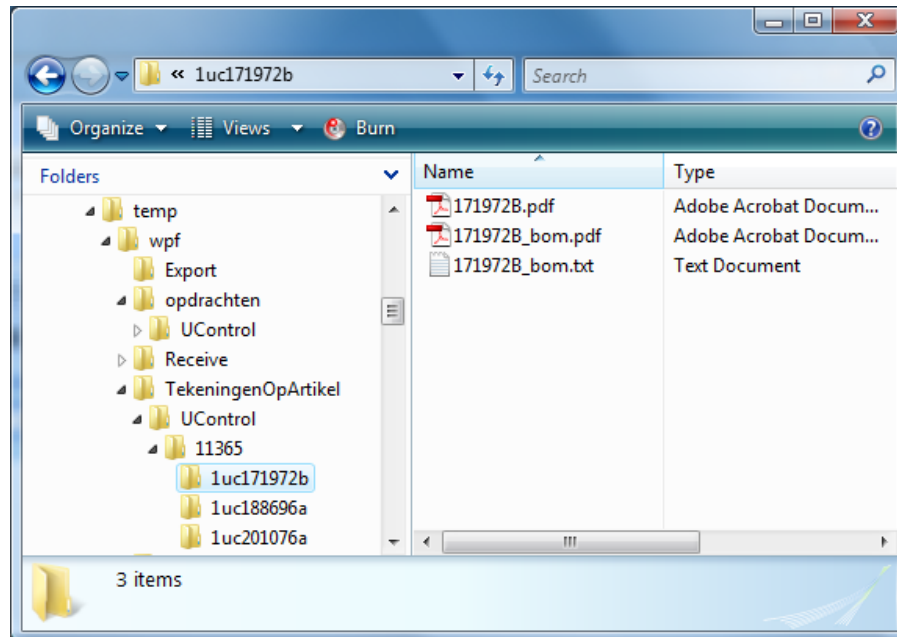 « 1uc171972b
Search
Organize
Views
Burn
Folders
Name
Type
temp
wpf
Export
opdrachten
UControl
Receive
TekeningenOpArtikel
UControl
11365
1uc171972b
1uc188696a
1uc201076a
171972B.pdf
Adobe Acrobat Docum...
171972B_bom.pdf
Adobe Acrobat Docum...
171972B_bom.txt
Text Document
3 items